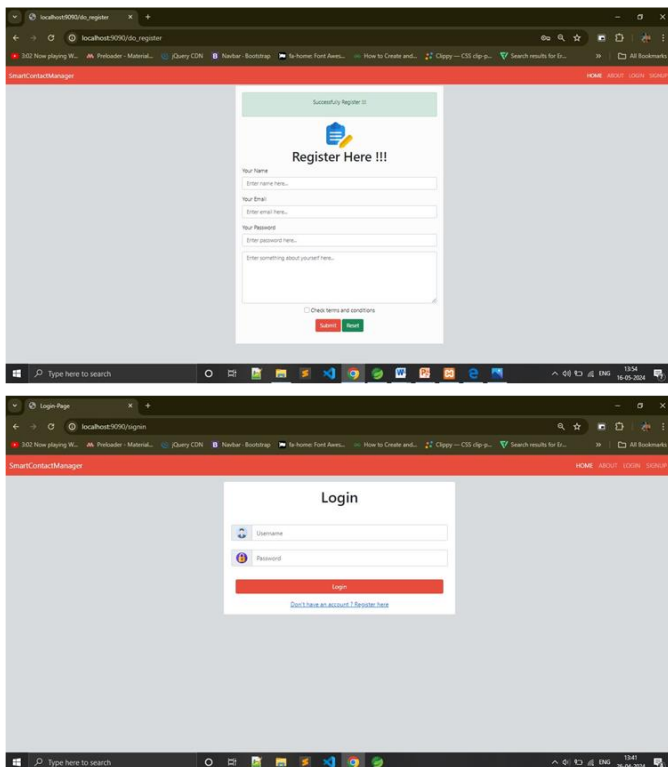 localhost:9090/do_register
localhost:9090/do_register
3:02 Now playing W... Preloader - Material... jQuery CDN Navbar · Bootstrap fa-home: Font Awes... How to Create and... Clippy — CSS clip-p... Search results for Er... All Bookmarks
SmartContactManager HOME ABOUT LOGIN SIGNUP
Successfuly Register !!!
Register Here !!!
Your Name
Enter name here...
Your Email
Enter email here...
Your Password
Enter password here...
Enter something about yourself here...
Check terms and conditions
Submit Reset
Type here to search ENG 13:54
16-05-2024
Login-Page
localhost:9090/signin
3:02 Now playing W... Preloader - Material... jQuery CDN Navbar · Bootstrap fa-home: Font Awes... How to Create and... Clippy — CSS clip-p... Search results for Er... All Bookmarks
SmartContactManager HOME ABOUT LOGIN SIGNUP
Login
Username
Password
Login
Don't have an account ? Register here
Type here to search ENG 13:41